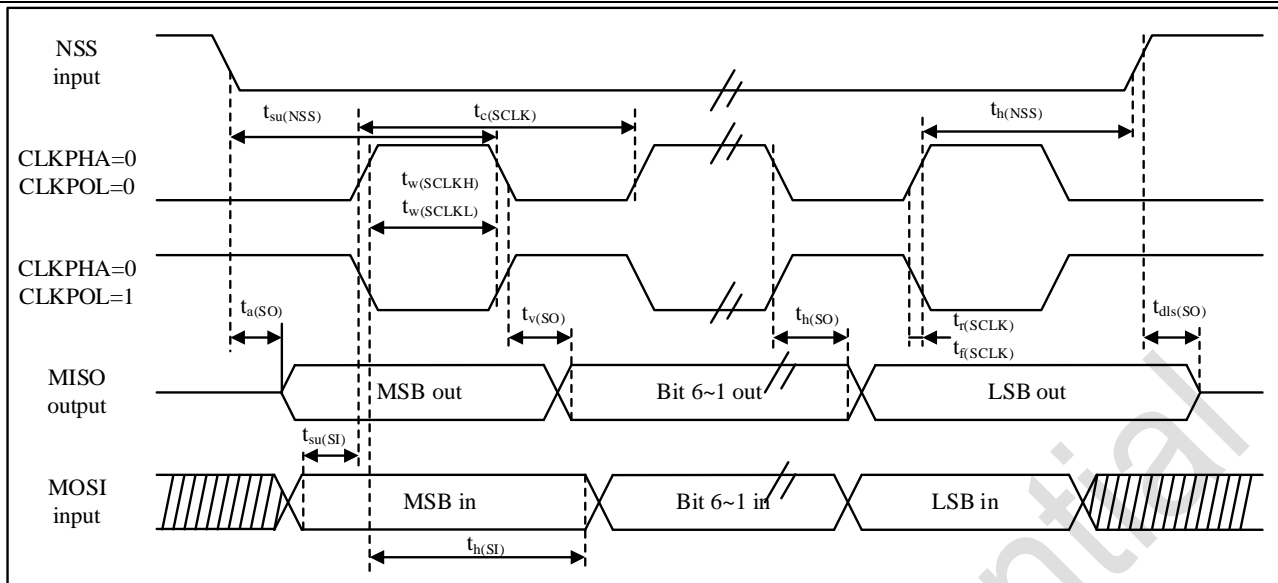 NSS
input
tsu(NSS)
tc(SCLK)
th(NSS)
CLKPHA=0
CLKPOL=0
tw(SCLKH)
tw(SCLKL)
CLKPHA=0
CLKPOL=1
ta(SO)
tv(SO)
th(SO)
tr(SCLK)
tf(SCLK)
tdls(SO)
MISO
output
MSB out
Bit 6~1 out
LSB out
tsu(SI)
MOSI
input
MSB in
Bit 6~1 in
LSB in
th(SI)
ntial